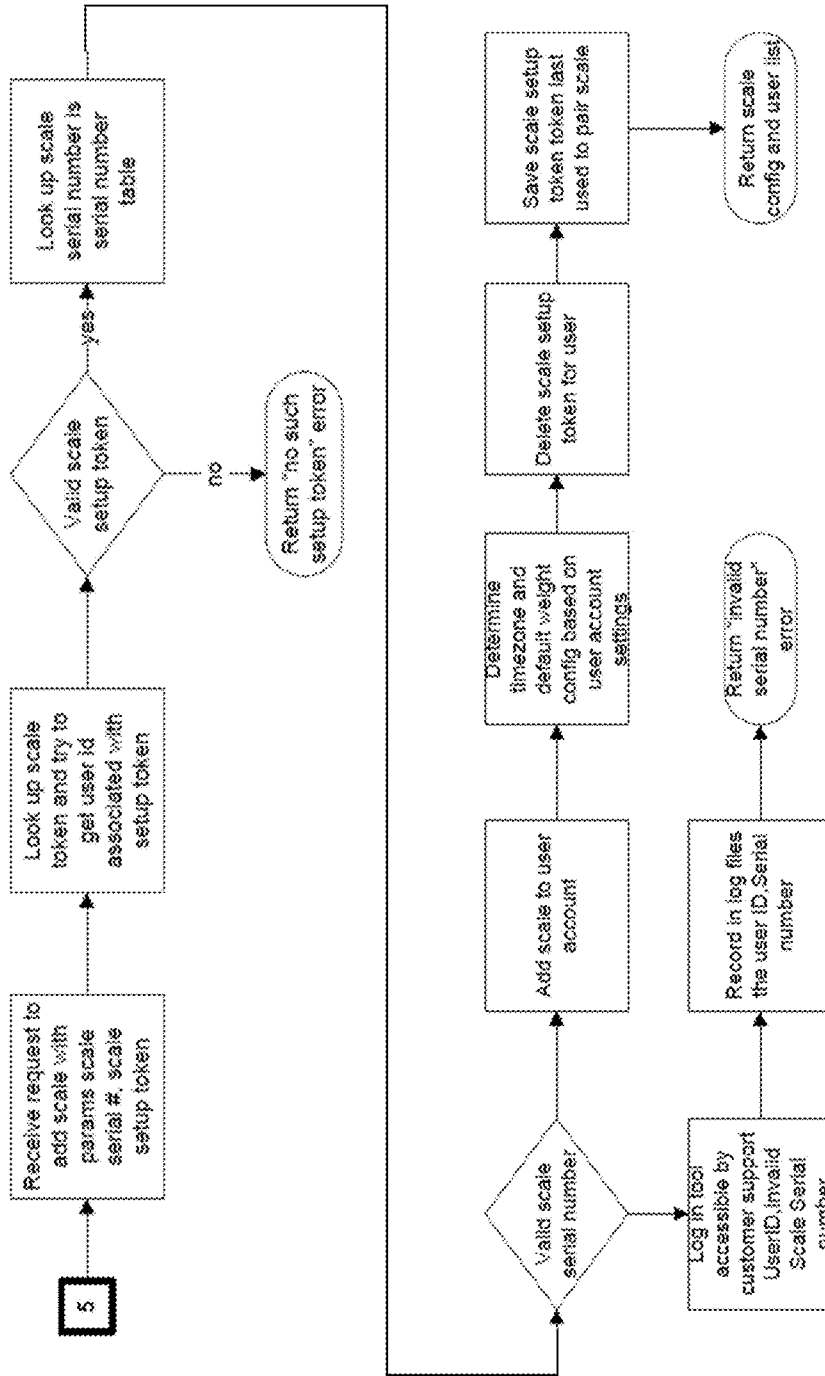 5
Receive request to
add scale with
params scale
serial #, scale
setup token
Look up scale
token and try to
get user id
associated with
setup token
Valid scale
setup token
yes
no
Return "no such
setup token" error
Look up scale
serial number is
serial number
table
Valid scale
serial number
Add scale to user
account
Determine
timezone and
default weight
config based on
user account
settings
Delete scale setup
token for user
Save scale setup
token token last
used to pair scale
Return scale
config and user list
Log in tool
accessible by
customer support
UserID,invalid
Scale Serial
number
Record in log files
the user ID,Serial
number
Return "invalid
serial number"
error